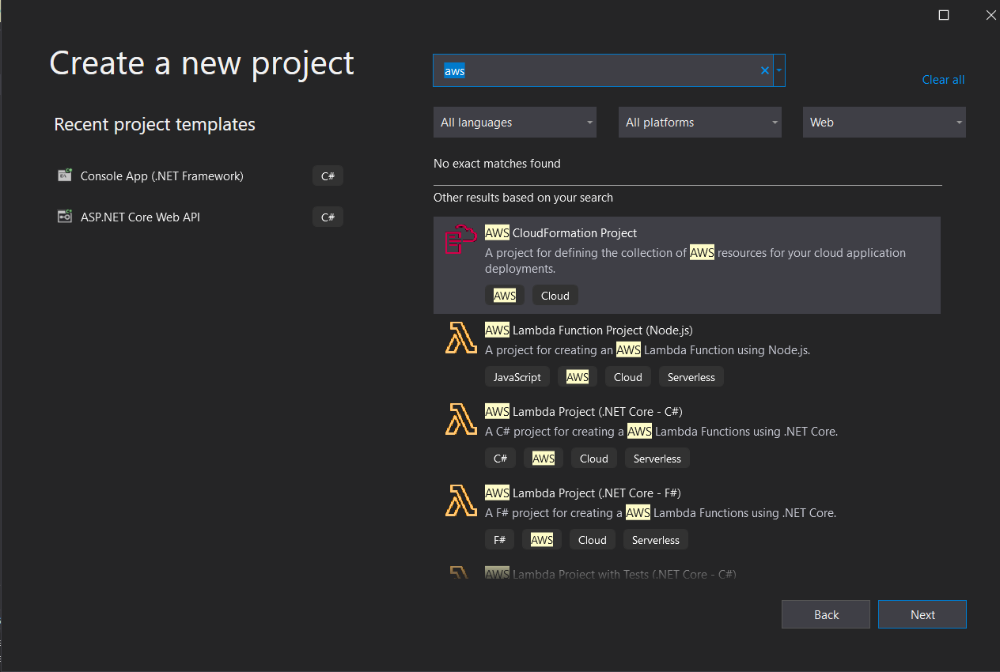 Create a new project
aws
Clear all
Recent project templates
All languages
All platforms
Web
Console App (.NET Framework)
C#
ASP.NET Core Web API
C#
No exact matches found
Other results based on your search
AWS CloudFormation Project
A project for defining the collection of AWS resources for your cloud application
deployments.
AWS Cloud
AWS Lambda Function Project (Node.js)
A project for creating an AWS Lambda Function using Node.js.
JavaScript AWS Cloud Serverless
AWS Lambda Project (.NET Core - C#)
A C# project for creating a AWS Lambda Functions using .NET Core.
C# AWS Cloud Serverless
AWS Lambda Project (.NET Core - F#)
A F# project for creating a AWS Lambda Functions using .NET Core.
F# AWS Cloud Serverless
AWS Lambda Project with Tests (.NET Core - C#)
Back
Next